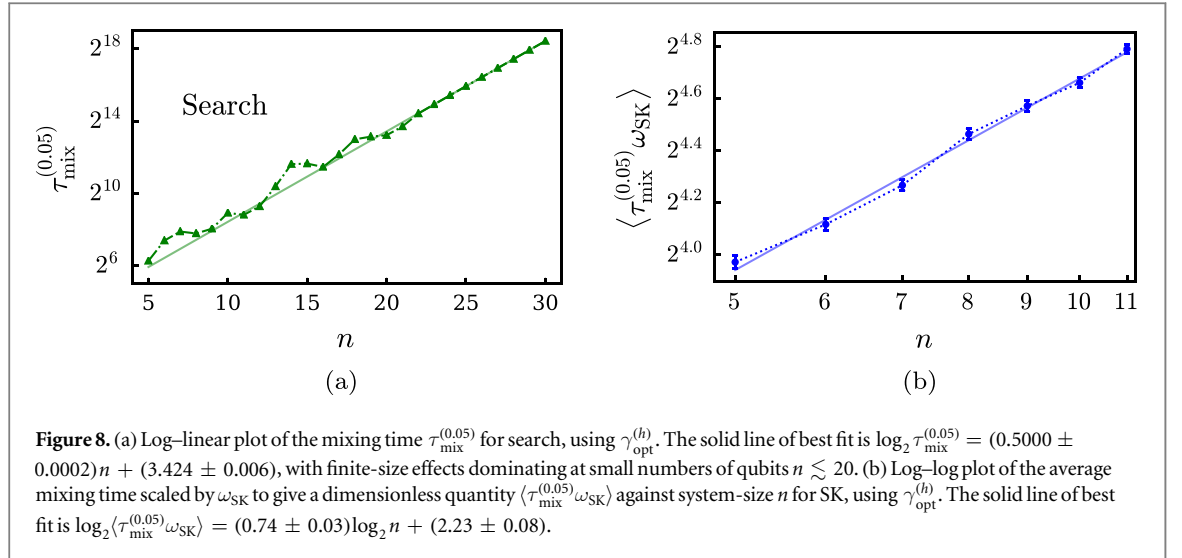 2^18
2^14
2^10
2^6
τ_mix^(0.05)
Search
5 10 15 20 25 30
n
(a)
2^4.8
2^4.6
2^4.4
2^4.2
2^4.0
⟨τ_mix^(0.05) ω_SK⟩
5 6 7 8 9 10 11
n
(b)
Figure 8. (a) Log–linear plot of the mixing time τ_mix^(0.05) for search, using γ_opt^(h). The solid line of best fit is log₂ τ_mix^(0.05) = (0.5000 ±
0.0002)n + (3.424 ± 0.006), with finite-size effects dominating at small numbers of qubits n ≲ 20. (b) Log–log plot of the average
mixing time scaled by ω_SK to give a dimensionless quantity ⟨τ_mix^(0.05) ω_SK⟩ against system-size n for SK, using γ_opt^(h). The solid line of best
fit is log₂⟨τ_mix^(0.05) ω_SK⟩ = (0.74 ± 0.03)log₂ n + (2.23 ± 0.08).